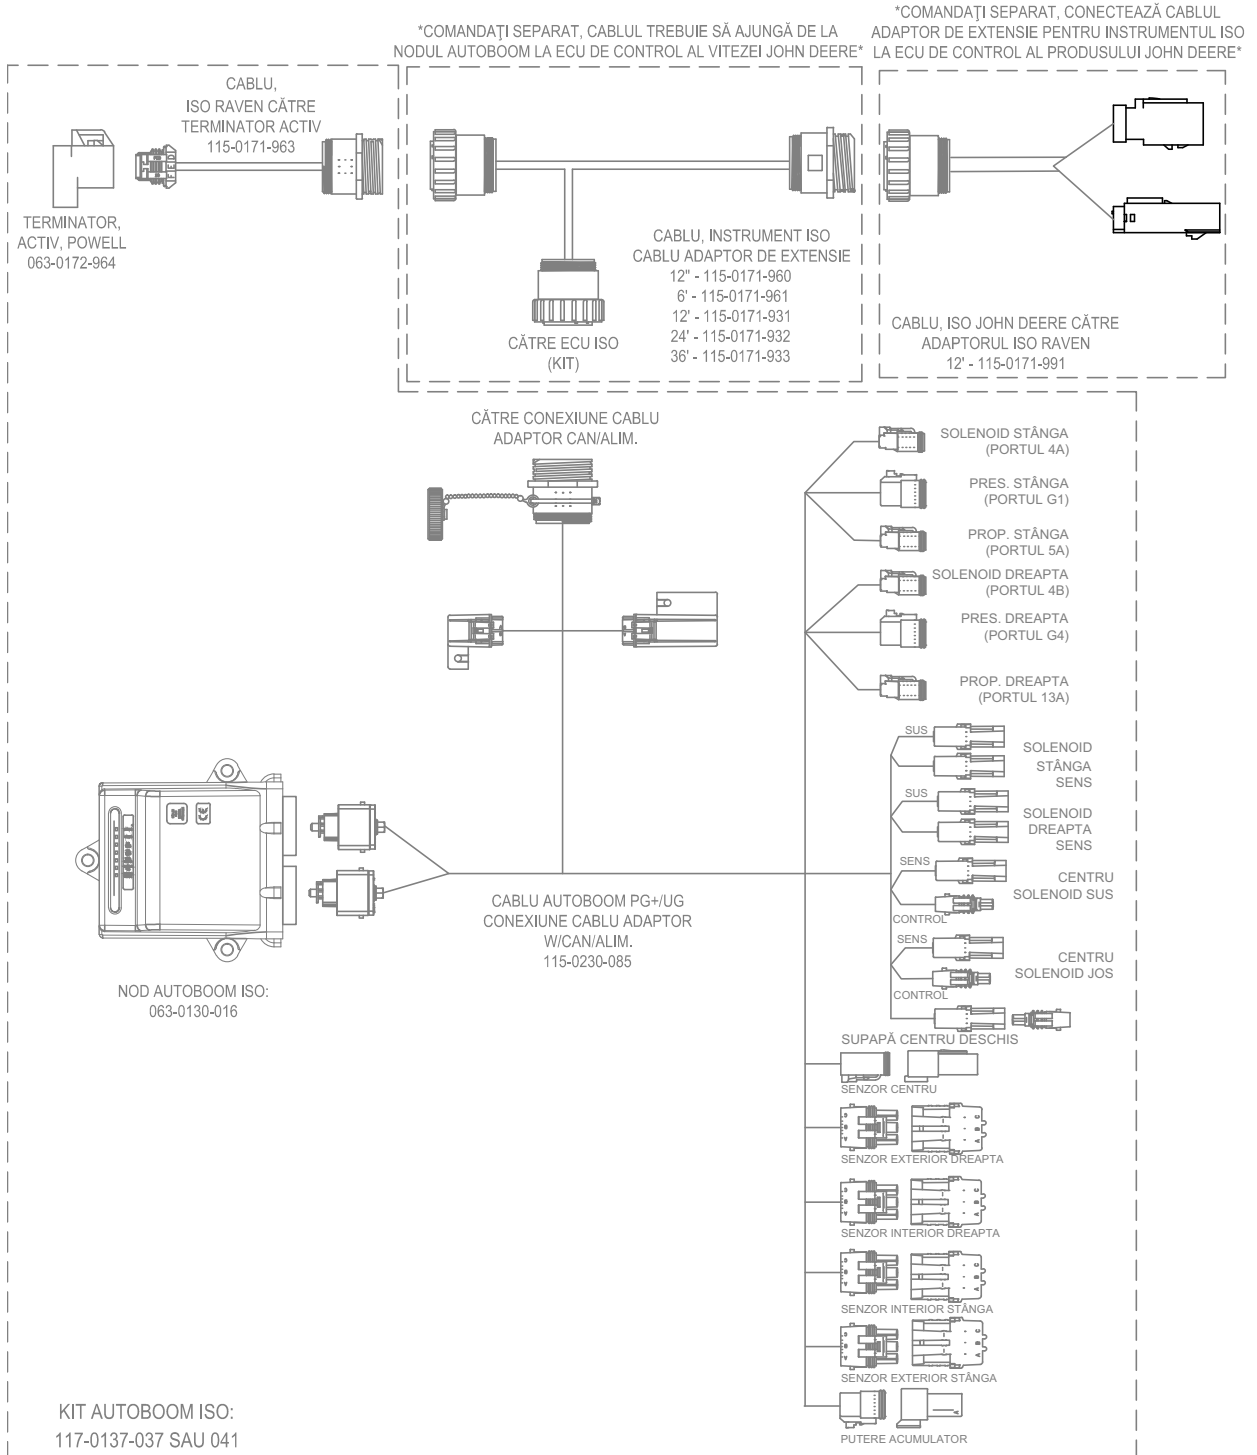 *COMANDAȚI SEPARAT, CABLUL TREBUIE SĂ AJUNGĂ DE LA
NODUL AUTOBOOM LA ECU DE CONTROL AL VITEZEI JOHN DEERE*
*COMANDAȚI SEPARAT, CONECTEAZĂ CABLUL
ADAPTOR DE EXTENSIE PENTRU INSTRUMENTUL ISO
LA ECU DE CONTROL AL PRODUSULUI JOHN DEERE*
CABLU,
ISO RAVEN CĂTRE
TERMINATOR ACTIV
115-0171-963
TERMINATOR,
ACTIV, POWELL
063-0172-964
CABLU, INSTRUMENT ISO
CABLU ADAPTOR DE EXTENSIE
12" - 115-0171-960
6' - 115-0171-961
12' - 115-0171-931
24' - 115-0171-932
36' - 115-0171-933
CĂTRE ECU ISO
(KIT)
CABLU, ISO JOHN DEERE CĂTRE
ADAPTORUL ISO RAVEN
12' - 115-0171-991
CĂTRE CONEXIUNE CABLU
ADAPTOR CAN/ALIM.
SOLENOID STÂNGA
(PORTUL 4A)
PRES. STÂNGA
(PORTUL G1)
PROP. STÂNGA
(PORTUL 5A)
SOLENOID DREAPTA
(PORTUL 4B)
PRES. DREAPTA
(PORTUL G4)
PROP. DREAPTA
(PORTUL 13A)
SUS
SOLENOID
STÂNGA
SENS
SUS
SOLENOID
DREAPTA
SENS
SENS
CENTRU
SOLENOID SUS
CONTROL
SENS
CENTRU
SOLENOID JOS
CONTROL
SUPAPĂ CENTRU DESCHIS
CABLU AUTOBOOM PG+/UG
CONEXIUNE CABLU ADAPTOR
W/CAN/ALIM.
115-0230-085
NOD AUTOBOOM ISO:
063-0130-016
SENZOR CENTRU
SENZOR EXTERIOR DREAPTA
SENZOR INTERIOR DREAPTA
SENZOR INTERIOR STÂNGA
SENZOR EXTERIOR STÂNGA
PUTERE ACUMULATOR
KIT AUTOBOOM ISO:
117-0137-037 SAU 041